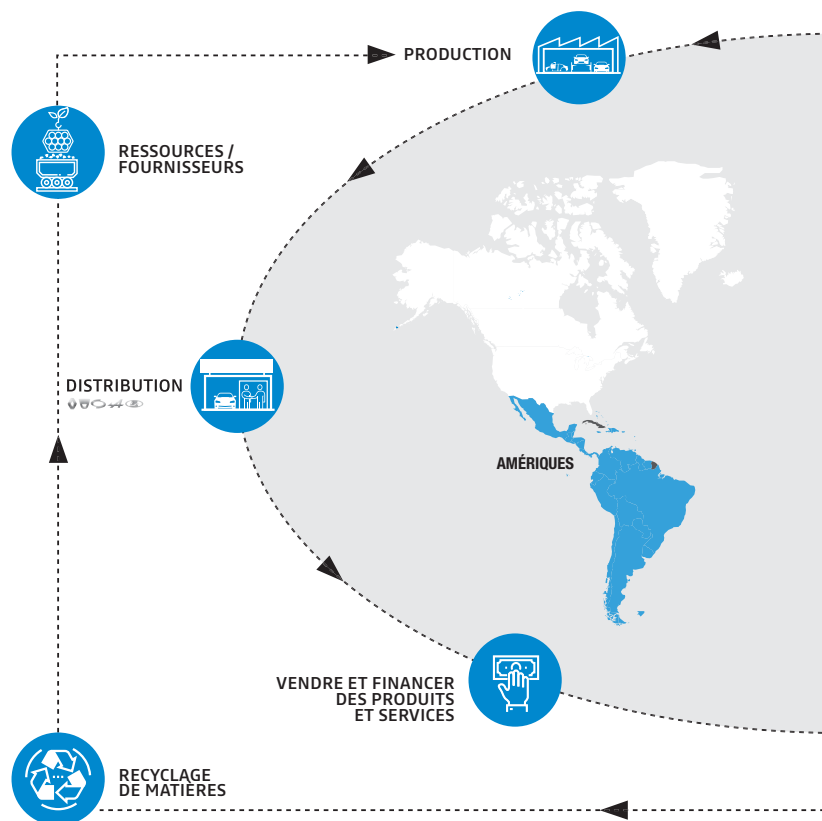 PRODUCTION
RESSOURCES /
FOURNISSEURS
DISTRIBUTION
AMÉRIQUES
VENDRE ET FINANCER
DES PRODUITS
ET SERVICES
RECYCLAGE
DE MATIÈRES